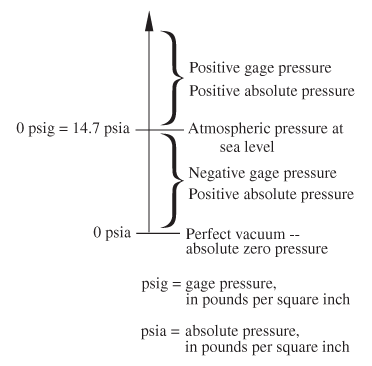 Positive gage pressure
Positive absolute pressure
0 psig = 14.7 psia
Atmospheric pressure at
sea level
Negative gage pressure
Positive absolute pressure
0 psia
Perfect vacuum --
absolute zero pressure
psig = gage pressure,
in pounds per square inch
psia = absolute pressure,
in pounds per square inch